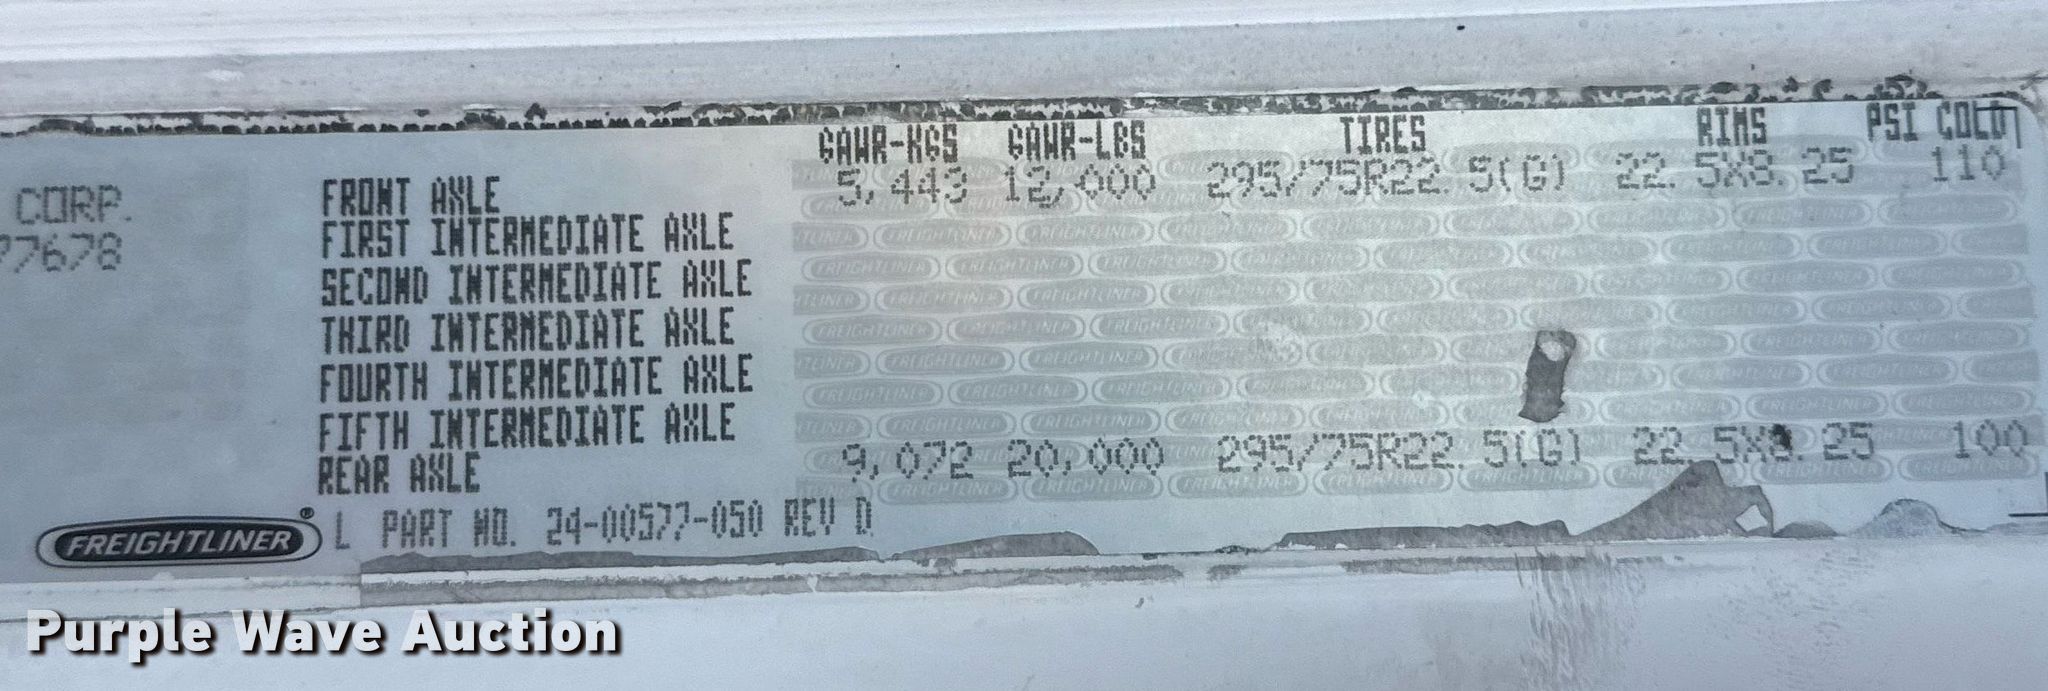 GAWR-KGS GAWR-LBS TIRES RIMS PSI COLD
CORP. FRONT AXLE 5,443 12,000 295/75R22.5(G) 22.5X8.25 110
77678 FIRST INTERMEDIATE AXLE
SECOND INTERMEDIATE AXLE
THIRD INTERMEDIATE AXLE
FOURTH INTERMEDIATE AXLE
FIFTH INTERMEDIATE AXLE
REAR AXLE 9,072 20,000 295/75R22.5(G) 22.5X8.25 100
FREIGHTLINER® L PART NO. 24-00577-050 REV D
Purple Wave Auction